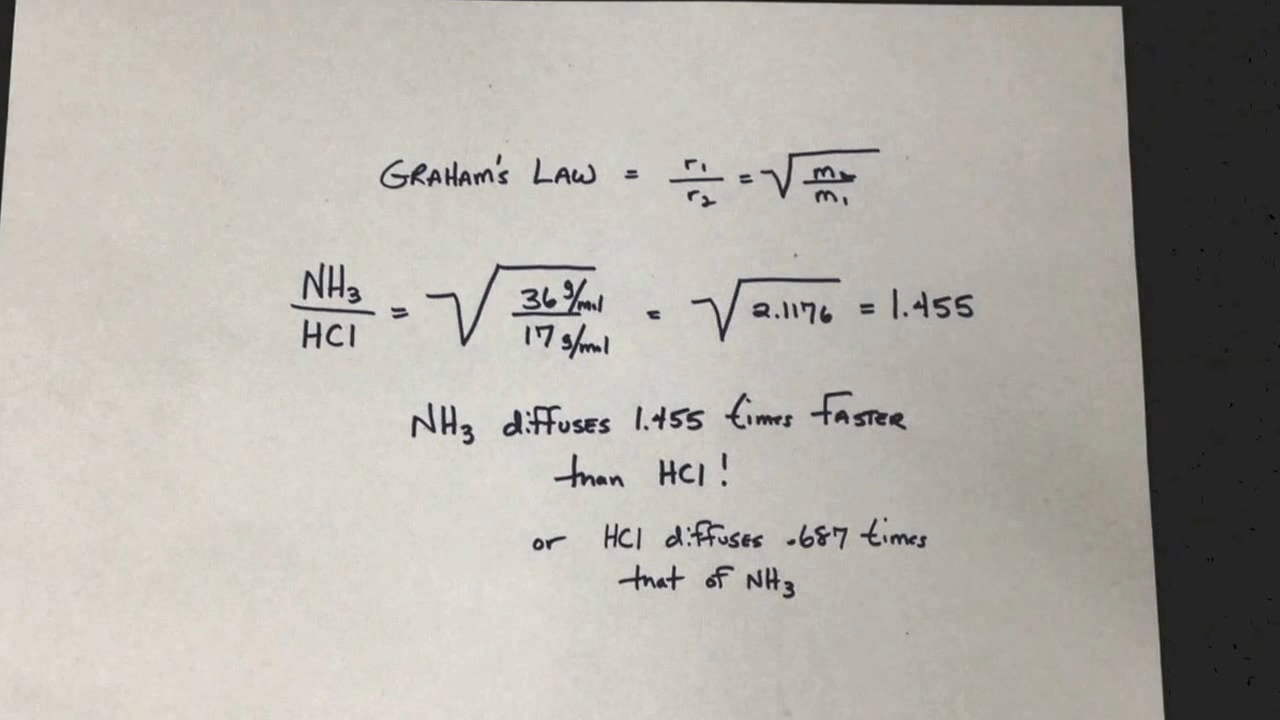 GRAHAM'S LAW = r₁/r₂ = √(m₂/m₁)
NH₃/HCl = √(36 g/mol / 17 g/mol) = √2.1176 = 1.455
NH₃ diffuses 1.455 times FASTER
than HCl!
or HCl diffuses .687 times
that of NH₃